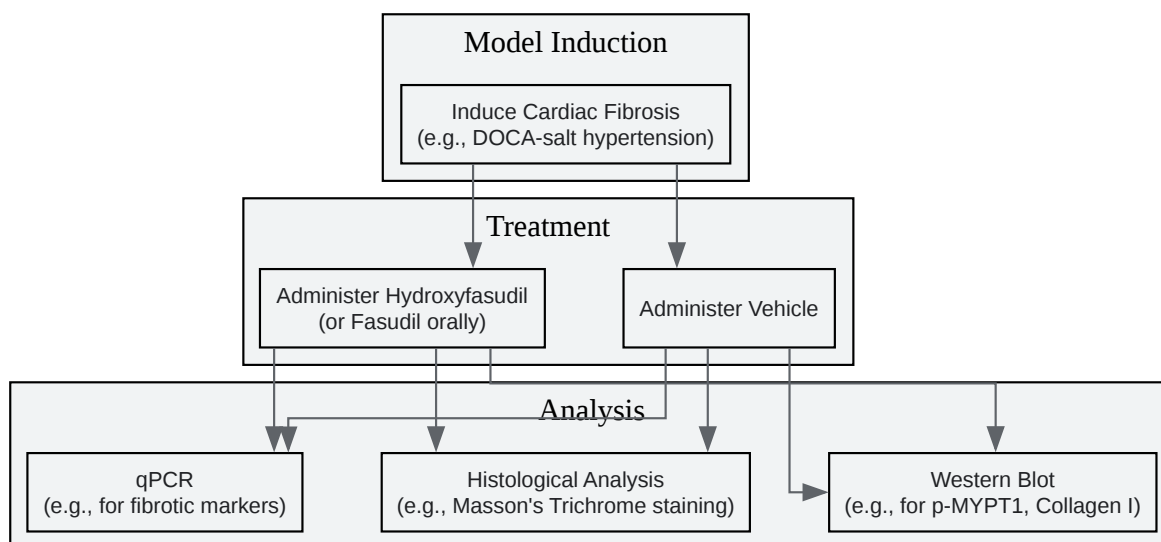 Model Induction
Induce Cardiac Fibrosis
(e.g., DOCA-salt hypertension)
Treatment
Administer Hydroxyfasudil
(or Fasudil orally)
Administer Vehicle
Analysis
qPCR
(e.g., for fibrotic markers)
Histological Analysis
(e.g., Masson's Trichrome staining)
Western Blot
(e.g., for p-MYPT1, Collagen I)